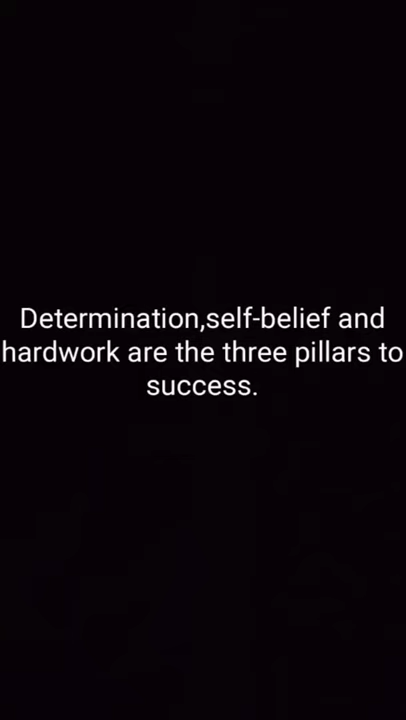 Determination,self-belief and
hardwork are the three pillars to
success.